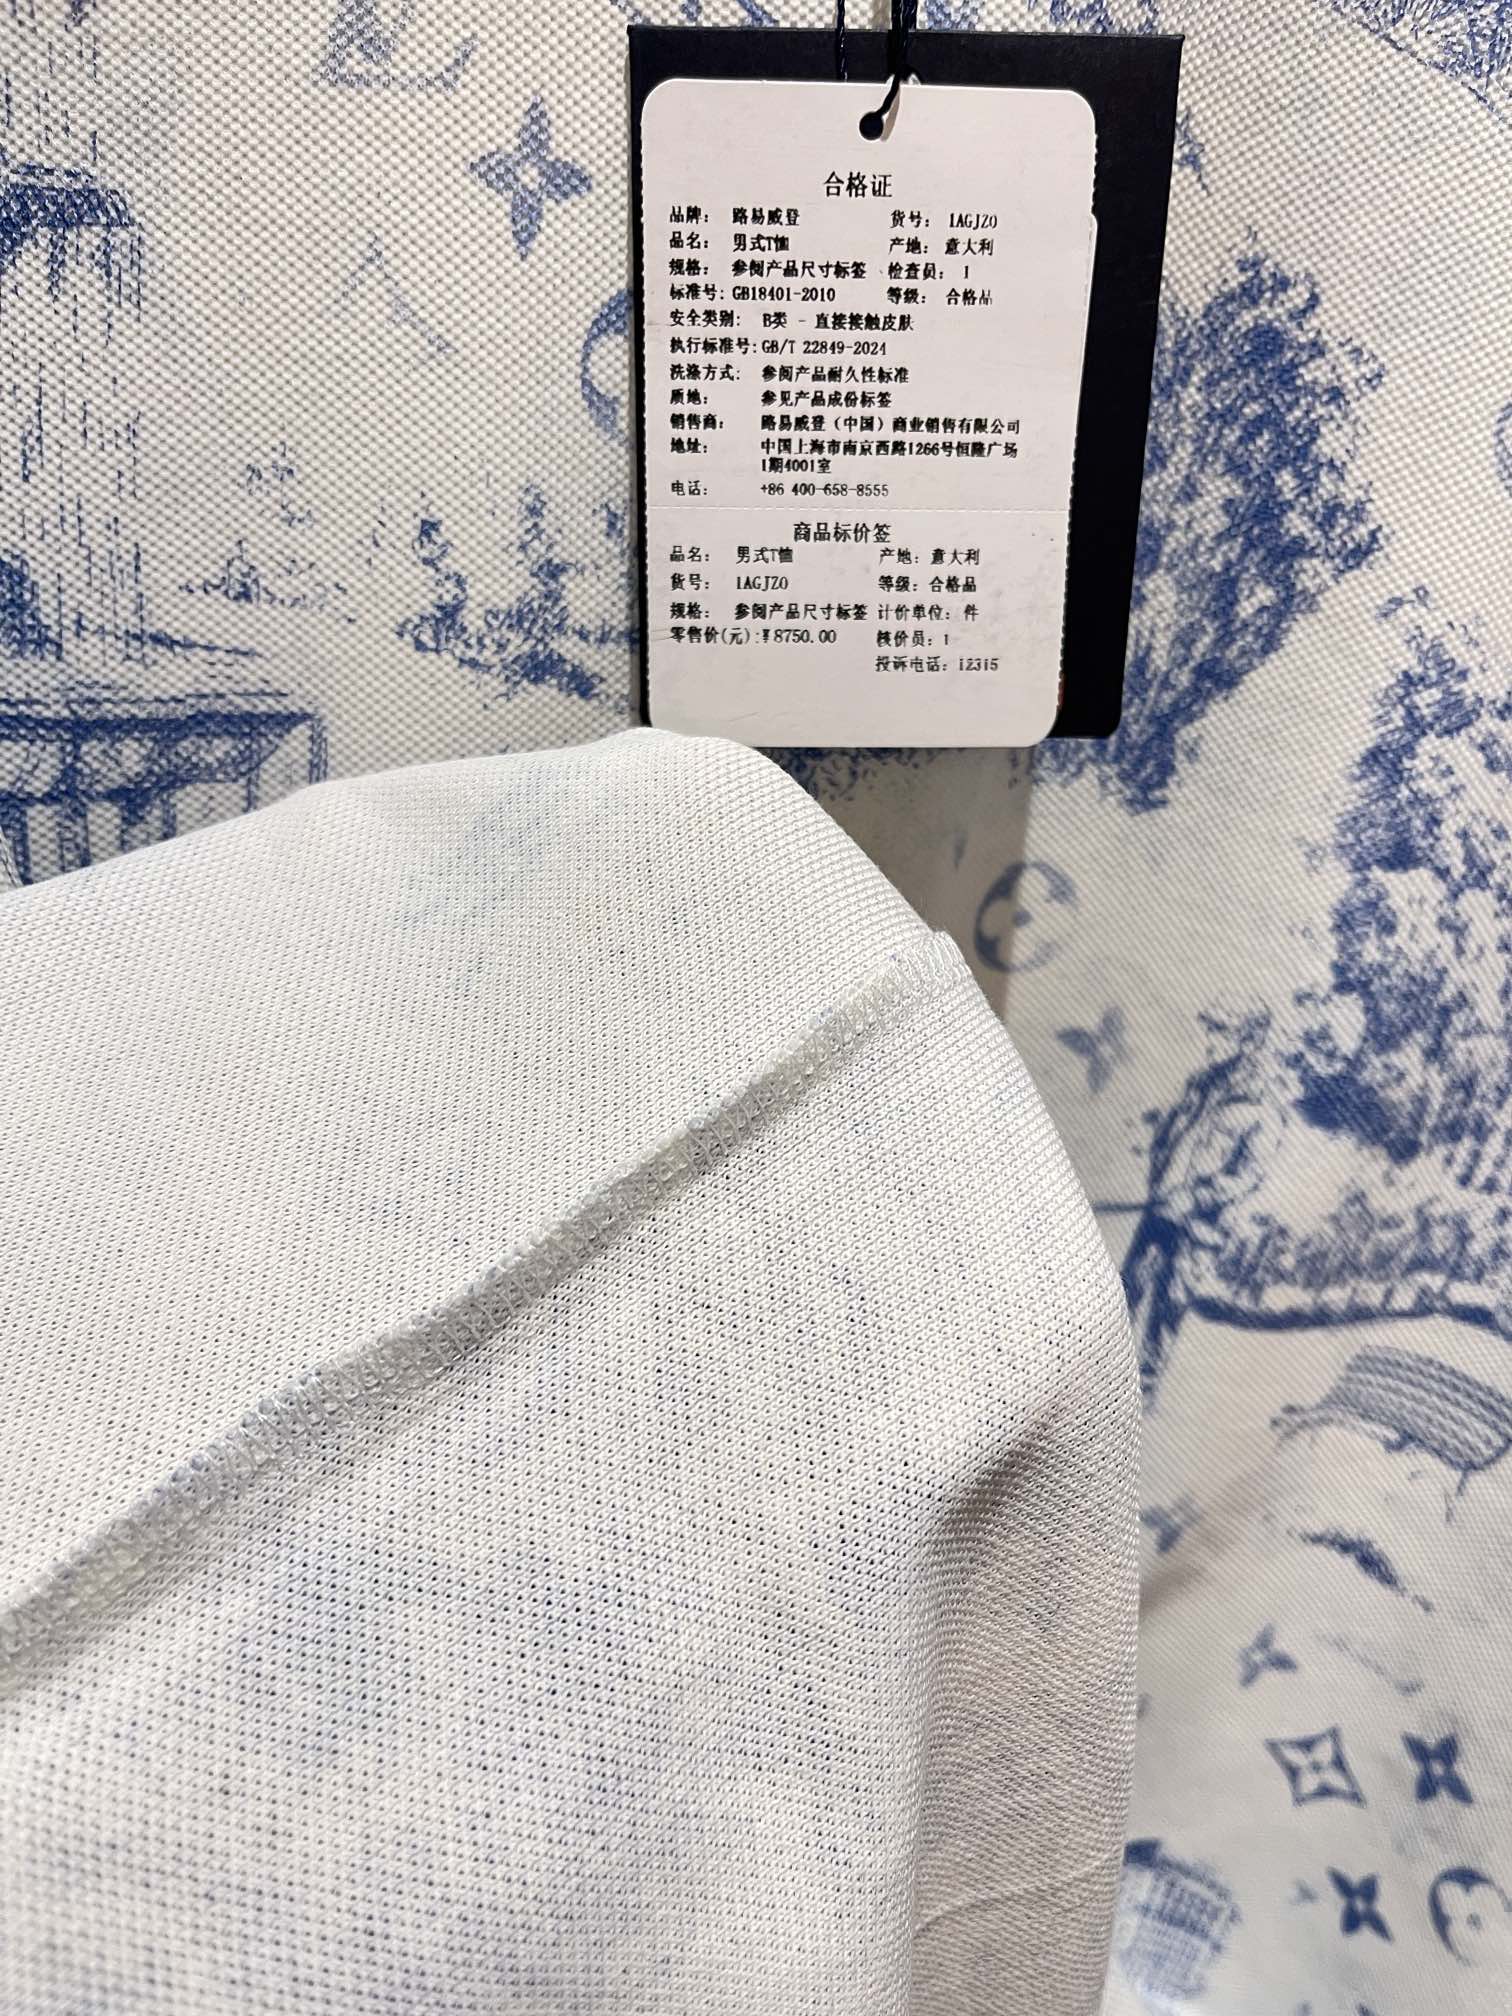 合格证
品牌： 路易威登 货号： 1AGJZ0
品名： 男式T恤 产地： 意大利
规格： 参阅产品尺寸标签 检查员： 1
标准号: GB18401-2010 等级： 合格品
安全类别: B类 - 直接接触皮肤
执行标准号: GB/T 22849-2024
洗涤方式: 参阅产品耐久性标准
质地: 参见产品成份标签
销售商: 路易威登（中国）商业销售有限公司
地址: 中国上海市南京西路1266号恒隆广场
1期4001室
电话: +86 400-658-8555
商品标价签
品名: 男式T恤 产地: 意大利
货号: 1AGJZ0 等级: 合格品
规格: 参阅产品尺寸标签 计价单位: 件
零售价(元):¥8750.00 核价员: 1
投诉电话: 12315